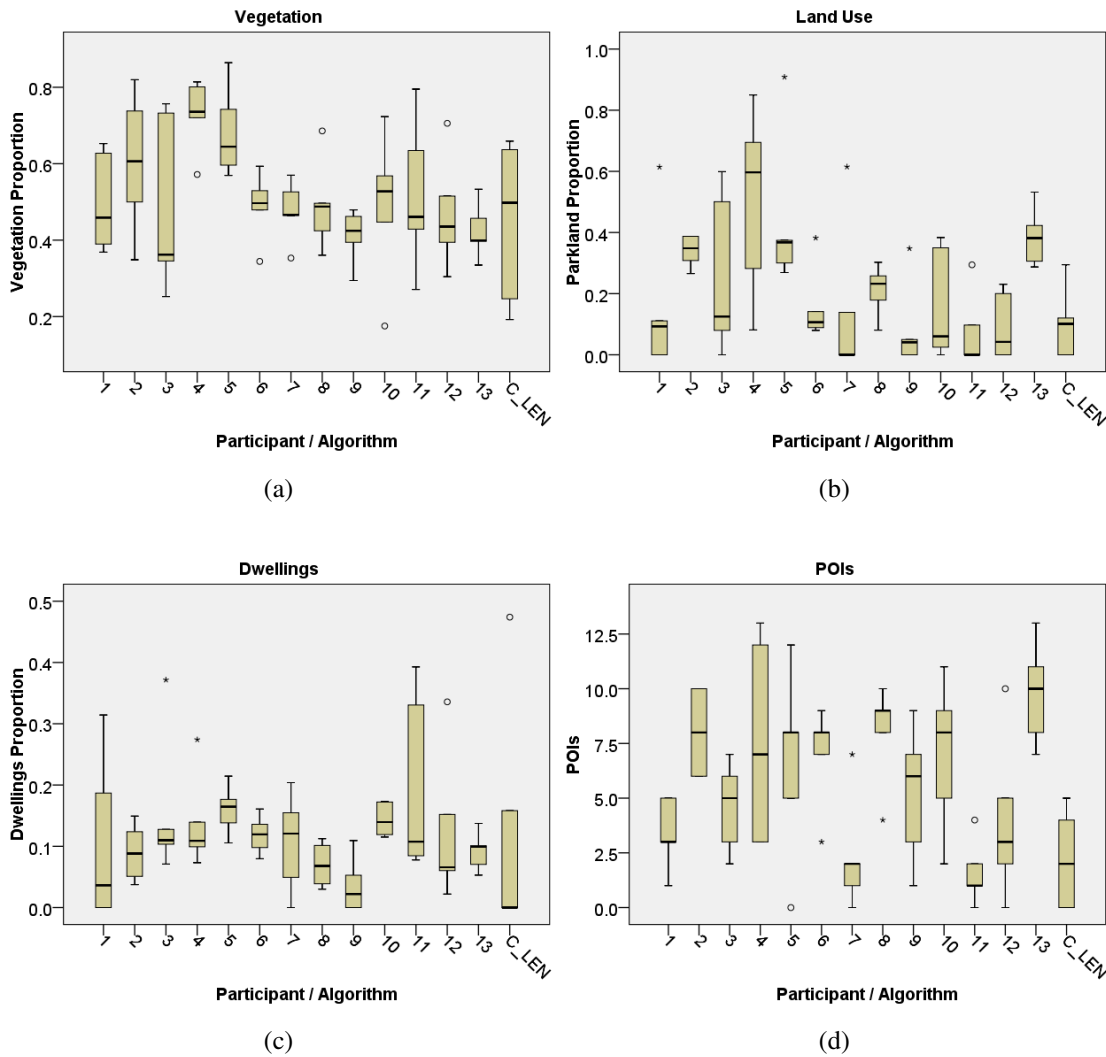 Vegetation
Vegetation Proportion
0.8
0.6
0.4
0.2
1 2 3 4 5 6 7 8 9 10 11 12 13 C_LEN
Participant / Algorithm
(a)
Land Use
Parkland Proportion
1.0
0.8
0.6
0.4
0.2
0.0
1 2 3 4 5 6 7 8 9 10 11 12 13 C_LEN
Participant / Algorithm
(b)
Dwellings
Dwellings Proportion
0.5
0.4
0.3
0.2
0.1
0.0
1 2 3 4 5 6 7 8 9 10 11 12 13 C_LEN
Participant / Algorithm
(c)
POIs
POIs
12.5
10.0
7.5
5.0
2.5
0.0
1 2 3 4 5 6 7 8 9 10 11 12 13 C_LEN
Participant / Algorithm
(d)